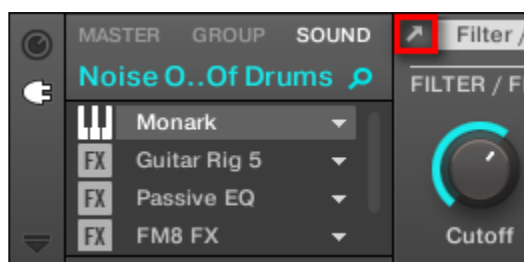 MASTER GROUP SOUND
Filter /
Noise O..Of Drums
FILTER / F
Monark
FX Guitar Rig 5
FX Passive EQ
FX FM8 FX
Cutoff